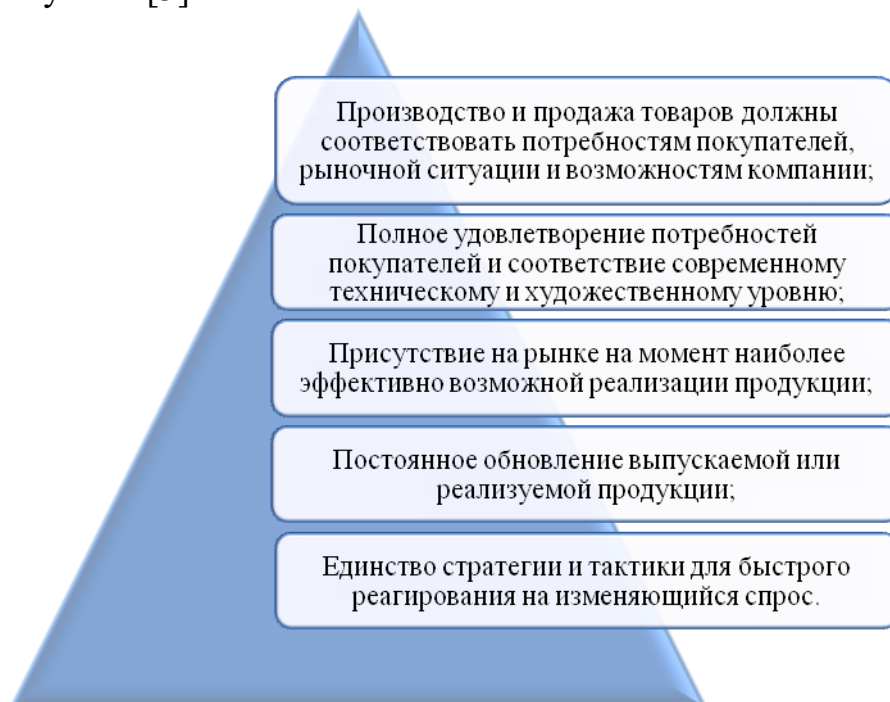 Производство и продажа товаров должны
соответствовать потребностям покупателей,
рыночной ситуации и возможностям компании;
Полное удовлетворение потребностей
покупателей и соответствие современному
техническому и художественному уровню;
Присутствие на рынке на момент наиболее
эффективно возможной реализации продукции;
Постоянное обновление выпускаемой или
реализуемой продукции;
Единство стратегии и тактики для быстрого
реагирования на изменяющийся спрос.